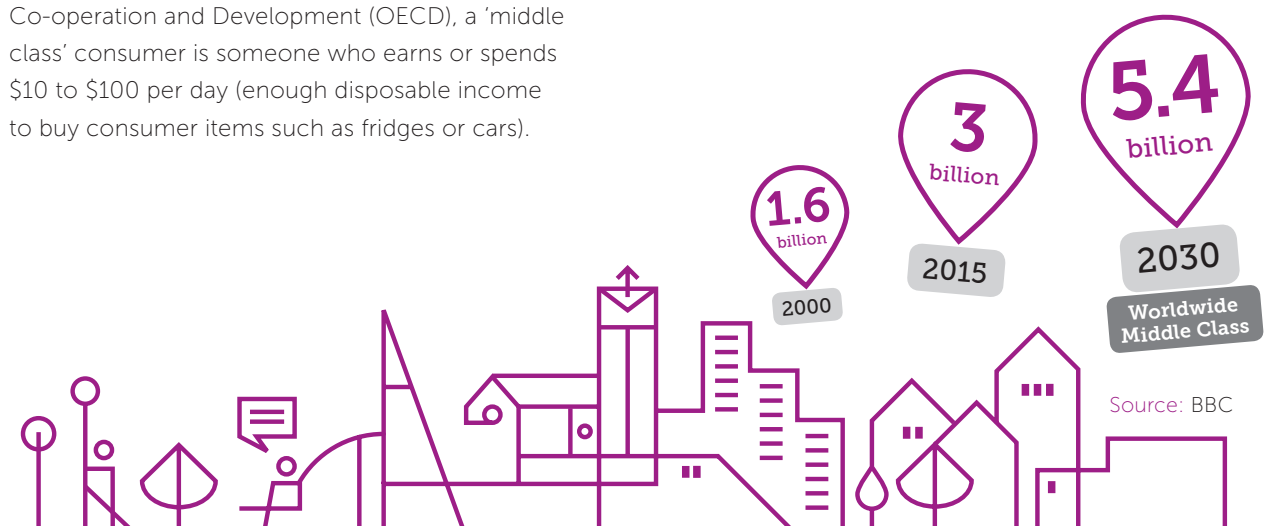 Co-operation and Development (OECD), a ‘middle
class’ consumer is someone who earns or spends
$10 to $100 per day (enough disposable income
to buy consumer items such as fridges or cars).
1.6
billion
2000
3
billion
2015
5.4
billion
2030
Worldwide
Middle Class
Source: BBC